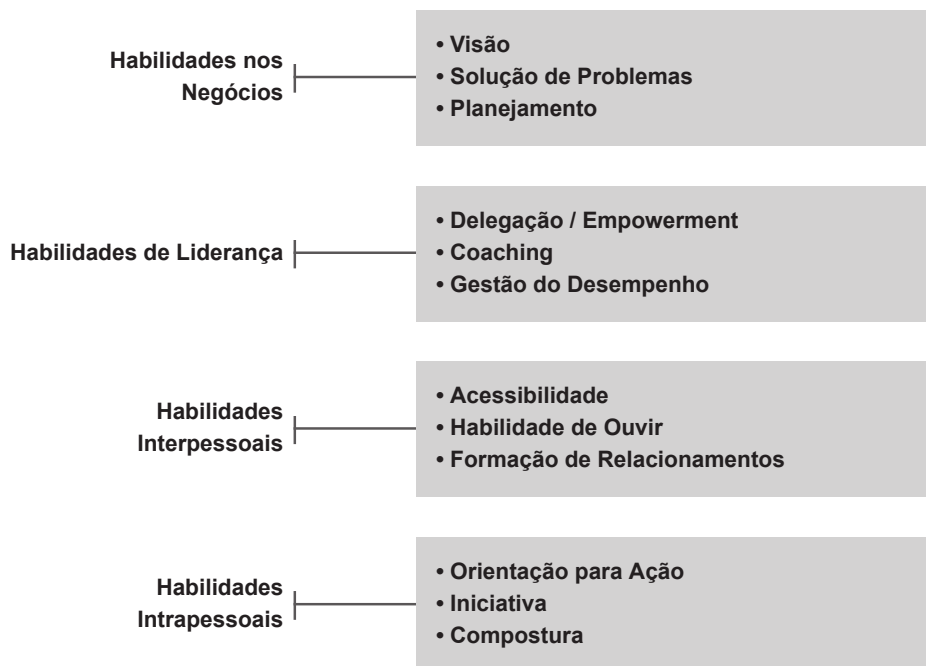 Habilidades nos
Negócios
• Visão
• Solução de Problemas
• Planejamento
Habilidades de Liderança
• Delegação / Empowerment
• Coaching
• Gestão do Desempenho
Habilidades
Interpessoais
• Acessibilidade
• Habilidade de Ouvir
• Formação de Relacionamentos
Habilidades
Intrapessoais
• Orientação para Ação
• Iniciativa
• Compostura